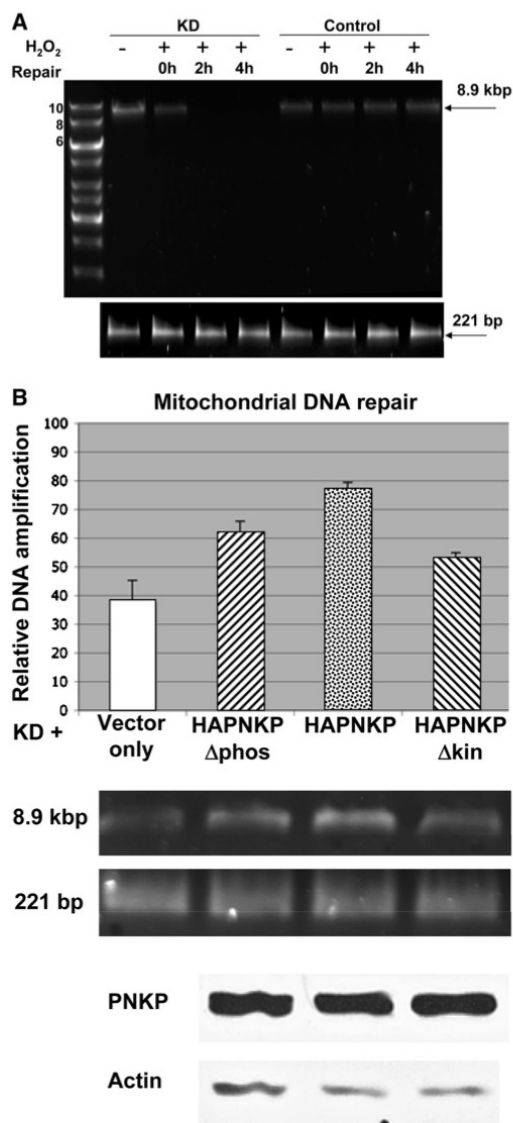 A
KD Control
H2O2 - + + + - + + +
Repair 0h 2h 4h 0h 2h 4h
8.9 kbp
10
8
6
221 bp
B
Mitochondrial DNA repair
Relative DNA amplification
100
90
80
70
60
50
40
30
20
10
0
KD + Vector only HAPNKP Δphos HAPNKP HAPNKP Δkin
8.9 kbp
221 bp
PNKP
Actin